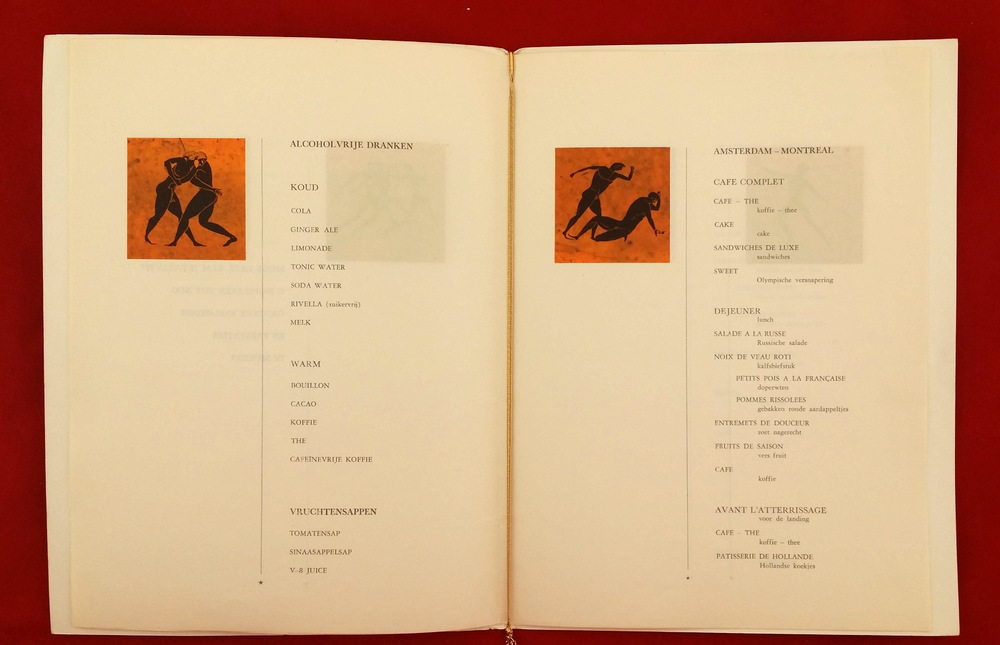 ALCOHOLVRIJE DRANKEN
KOUD
COLA
GINGER ALE
LIMONADE
TONIC WATER
SODA WATER
RIVELLA (suikervrij)
MELK
WARM
BOUILLON
CACAO
KOFFIE
THE
CAFEÏNEVRIJE KOFFIE
VRUCHTENSAPPEN
TOMATENSAP
SINAASAPPELSAP
V-8 JUICE
AMSTERDAM – MONTREAL
CAFE COMPLET
CAFE – THE
koffie – thee
CAKE
cake
SANDWICHES DE LUXE
sandwiches
SWEET
Olympische versnapering
DEJEUNER
lunch
SALADE A LA RUSSE
Russische salade
NOIX DE VEAU ROTI
kalfsbiefstuk
PETITS POIS A LA FRANÇAISE
doperwten
POMMES RISSOLEES
gebakken ronde aardappeltjes
ENTREMETS DE DOUCEUR
zoet nagerecht
FRUITS DE SAISON
vers fruit
CAFE
koffie
AVANT L'ATTERRISSAGE
voor de landing
CAFE – THE
koffie – thee
PATISSERIE DE HOLLANDE
Hollandse koekjes